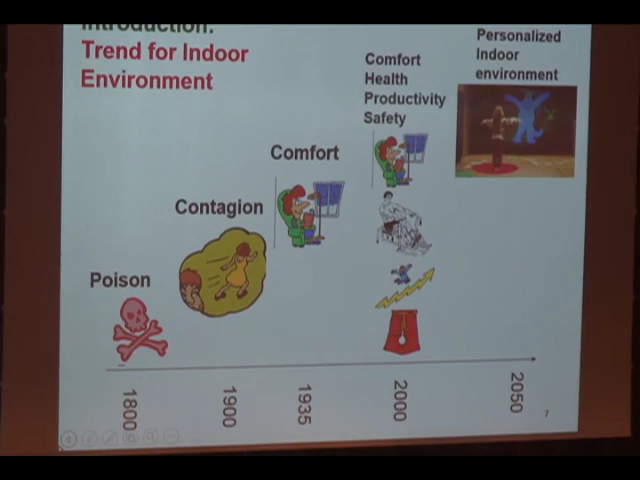 Introduction:
Trend for Indoor
Environment
Poison
Contagion
Comfort
Comfort
Health
Productivity
Safety
Personalized
Indoor
environment
1800
1900
1935
2000
2050
7